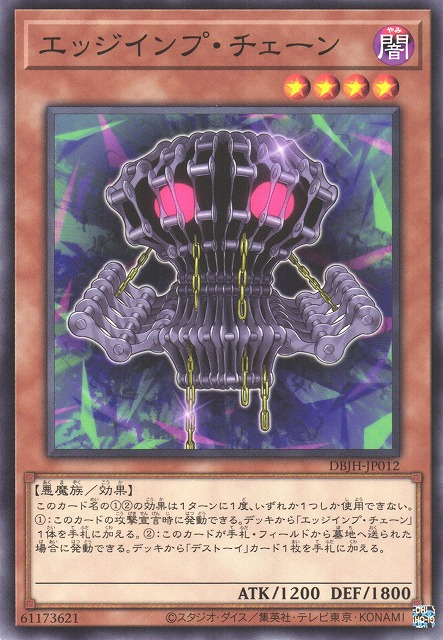 エッジインプ・チェーン
闇
やみ
DBJH-JP012
【悪魔族／効果】
このカード名の①②の効果は1ターンに1度、いずれか1つしか使用できない。
①：このカードの攻撃宣言時に発動できる。デッキから「エッジインプ・チェーン」
1体を手札に加える。②：このカードが手札・フィールドから墓地へ送られた
場合に発動できる。デッキから「デストーイ」カード1枚を手札に加える。
ATK/1200 DEF/1800
61173621
©スタジオ・ダイス／集英社・テレビ東京・KONAMI